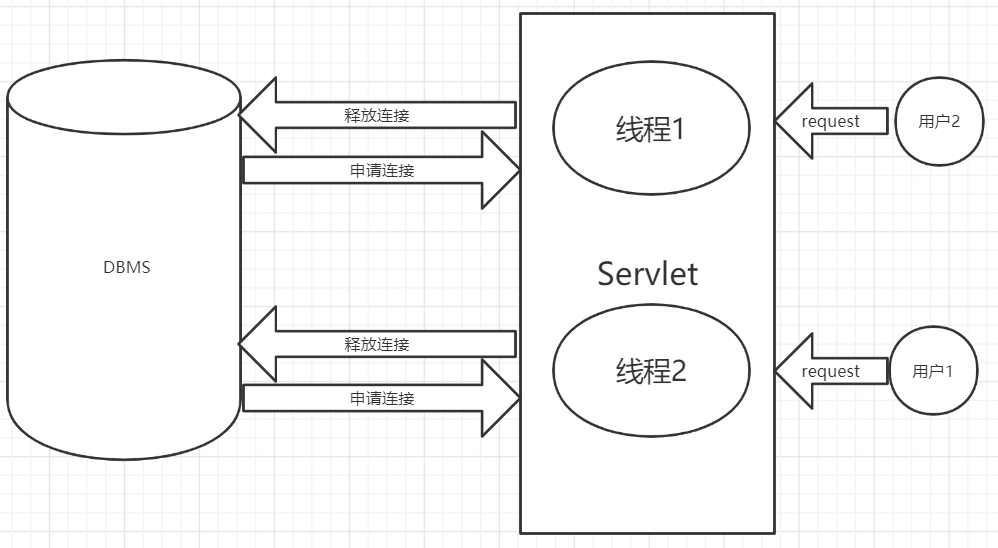 释放连接
申请连接
线程1
request
用户2
DBMS
Servlet
释放连接
申请连接
线程2
request
用户1